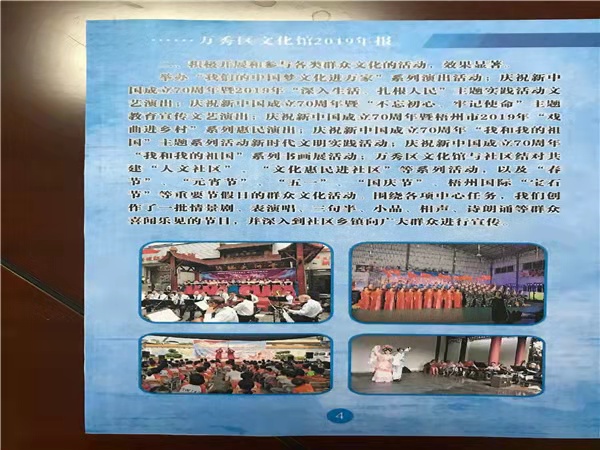 ······万秀区文化馆2019年报
二、积极开展和参与各类群众文化的活动，效果显著。
举办“我们的中国梦文化进万家”系列演出活动；庆祝新中
国成立70周年暨2019年“深入生活、扎根人民”主题实践活动文
艺演出；庆祝新中国成立70周年暨“不忘初心、牢记使命”主题
教育宣传文艺演出；庆祝新中国成立70周年暨梧州市2019年“戏
曲进乡村”系列惠民演出；庆祝新中国成立70周年“我和我的祖
国”主题系列活动新时代文明实践活动；庆祝新中国成立70周年
“我和我的祖国”系列书画展活动；万秀区文化馆与社区结对共
建“人文社区”、“文化惠民进社区”等系列活动，以及“春
节”、“元宵节”、“五一”、“国庆节”、梧州国际“宝石
节”等重要节假日的群众文化活动。围绕各项中心任务，我们创
作了一批情景剧、表演唱、三句半、小品、相声、诗朗诵等群众
喜闻乐见的节目，并深入到社区乡镇向广大群众进行宣传。
4